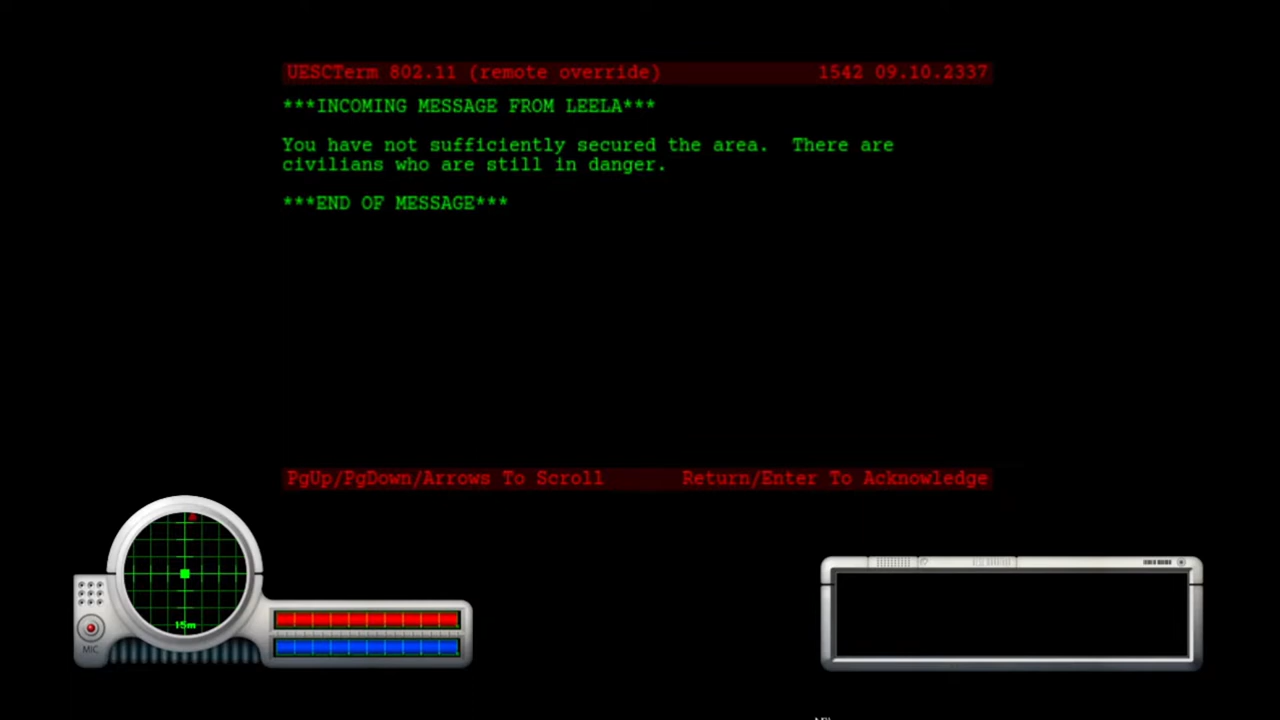 UESCTerm 802.11 (remote override) 1542 09.10.2337
***INCOMING MESSAGE FROM LEELA***
You have not sufficiently secured the area.  There are
civilians who are still in danger.
***END OF MESSAGE***
PgUp/PgDown/Arrows To Scroll Return/Enter To Acknowledge
15m
MIC